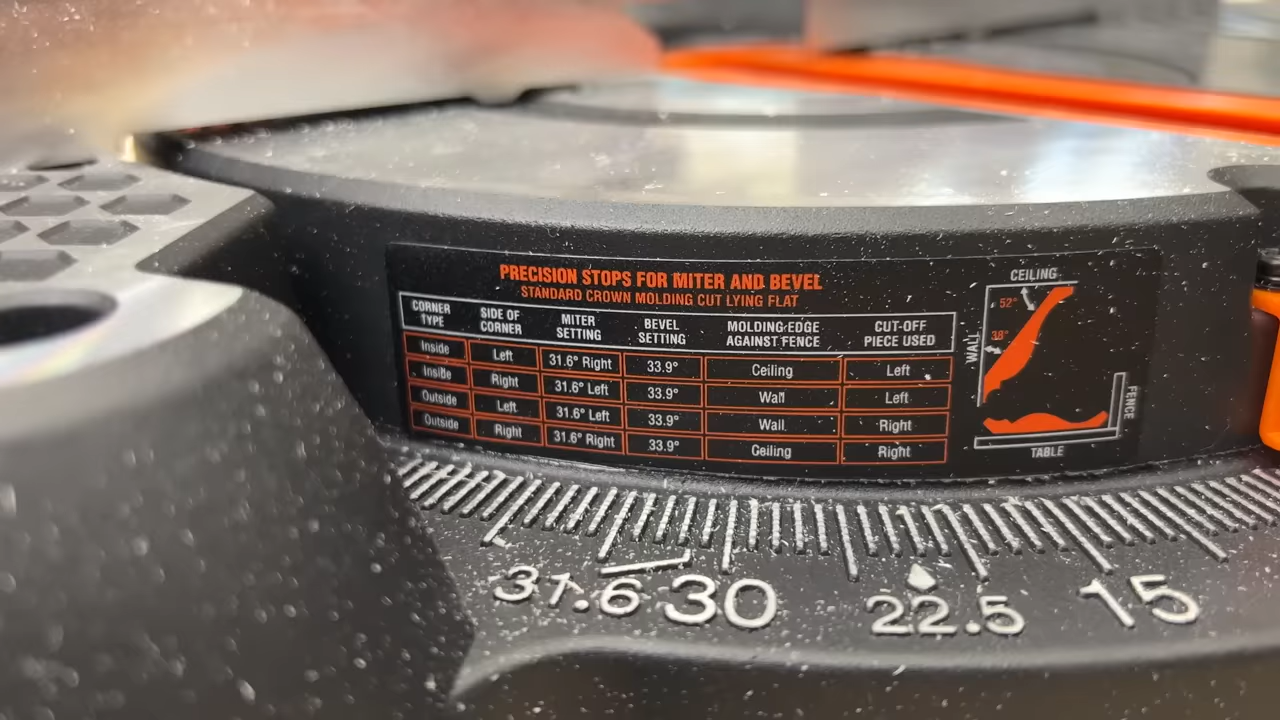 PRECISION STOPS FOR MITER AND BEVEL
STANDARD CROWN MOLDING CUT LYING FLAT
CORNER TYPE SIDE OF CORNER MITER SETTING BEVEL SETTING MOLDING EDGE AGAINST FENCE CUT-OFF PIECE USED
Inside Left 31.6° Right 33.9° Ceiling Left
Inside Right 31.6° Left 33.9° Wall Left
Outside Left 31.6° Left 33.9° Wall Right
Outside Right 31.6° Right 33.9° Ceiling Right
CEILING
52°
38°
WALL
FENCE
TABLE
31.6 30 22.5 15